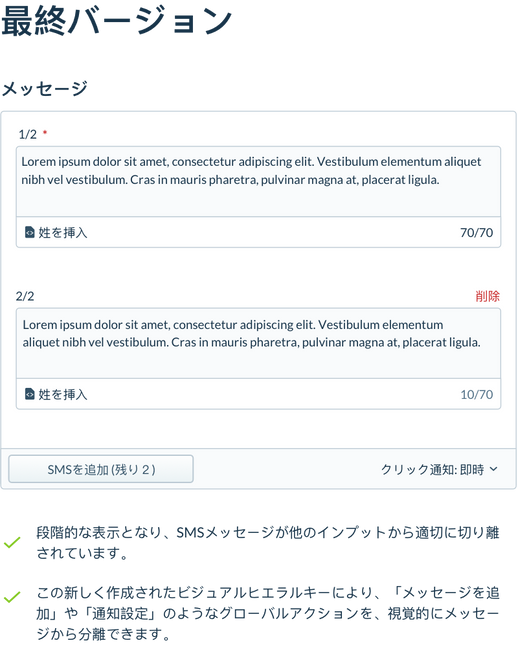 最終バージョン
メッセージ
1/2 *
Lorem ipsum dolor sit amet, consectetur adipiscing elit. Vestibulum elementum aliquet
nibh vel vestibulum. Cras in mauris pharetra, pulvinar magna at, placerat ligula.
姓を挿入 70/70
2/2 削除
Lorem ipsum dolor sit amet, consectetur adipiscing elit. Vestibulum elementum
aliquet nibh vel vestibulum. Cras in mauris pharetra, pulvinar magna at, placerat ligula.
姓を挿入 10/70
SMSを追加 (残り 2 ) クリック通知: 即時
段階的な表示となり、SMSメッセージが他のインプットから適切に切り離
されています。
この新しく作成されたビジュアルヒエラルキーにより、「メッセージを追
加」や「通知設定」のようなグローバルアクションを、視覚的にメッセー
ジから分離できます。